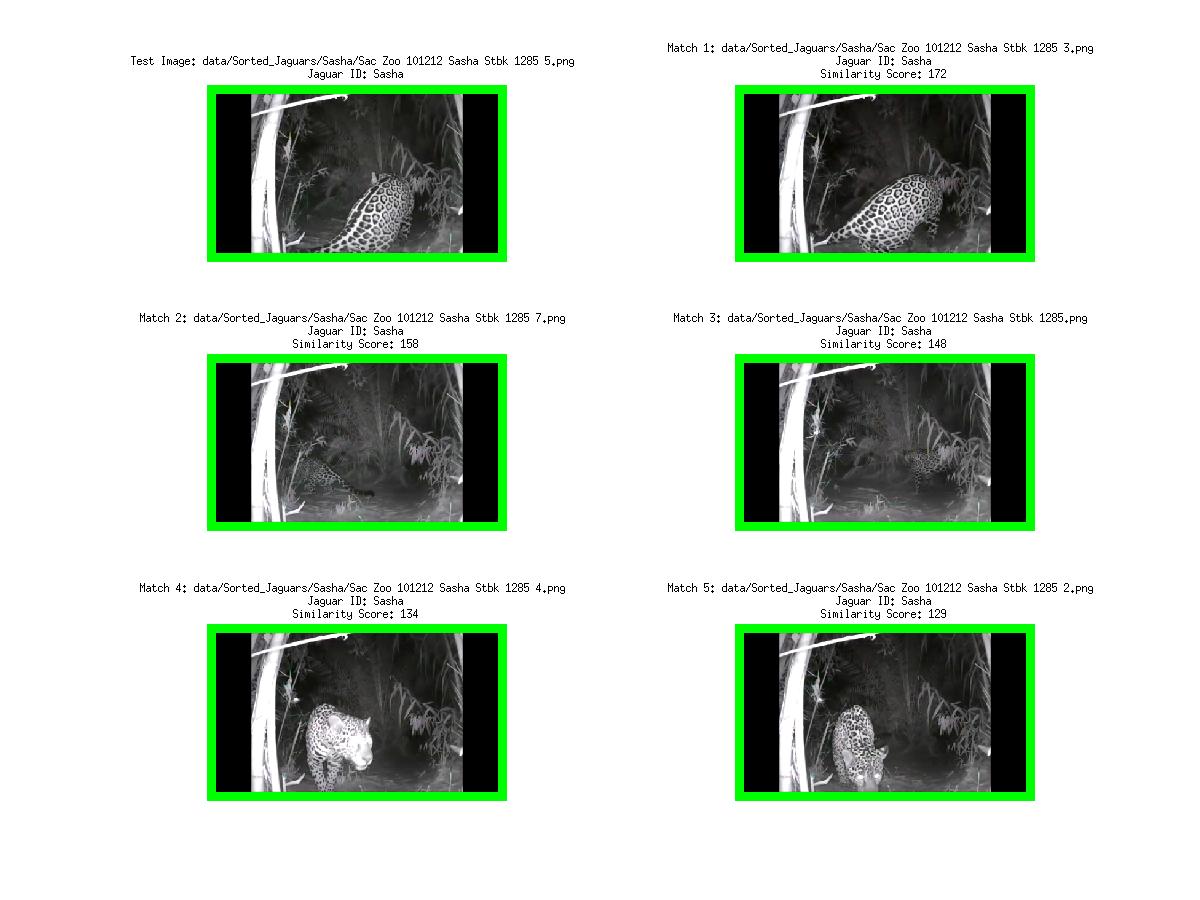 Test Image: data/Sorted_Jaguars/Sasha/Sac Zoo 101212 Sasha Stbk 1285 5.png
Jaguar ID: Sasha
Match 1: data/Sorted_Jaguars/Sasha/Sac Zoo 101212 Sasha Stbk 1285 3.png
Jaguar ID: Sasha
Similarity Score: 172
Match 2: data/Sorted_Jaguars/Sasha/Sac Zoo 101212 Sasha Stbk 1285 7.png
Jaguar ID: Sasha
Similarity Score: 158
Match 3: data/Sorted_Jaguars/Sasha/Sac Zoo 101212 Sasha Stbk 1285.png
Jaguar ID: Sasha
Similarity Score: 148
Match 4: data/Sorted_Jaguars/Sasha/Sac Zoo 101212 Sasha Stbk 1285 4.png
Jaguar ID: Sasha
Similarity Score: 134
Match 5: data/Sorted_Jaguars/Sasha/Sac Zoo 101212 Sasha Stbk 1285 2.png
Jaguar ID: Sasha
Similarity Score: 129